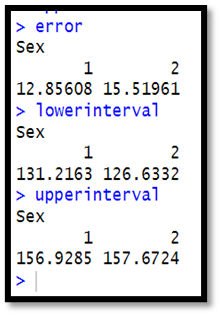 > error
Sex
1 2
12.85608 15.51961
> lowerinterval
Sex
1 2
131.2163 126.6332
> upperinterval
Sex
1 2
156.9285 157.6724
>